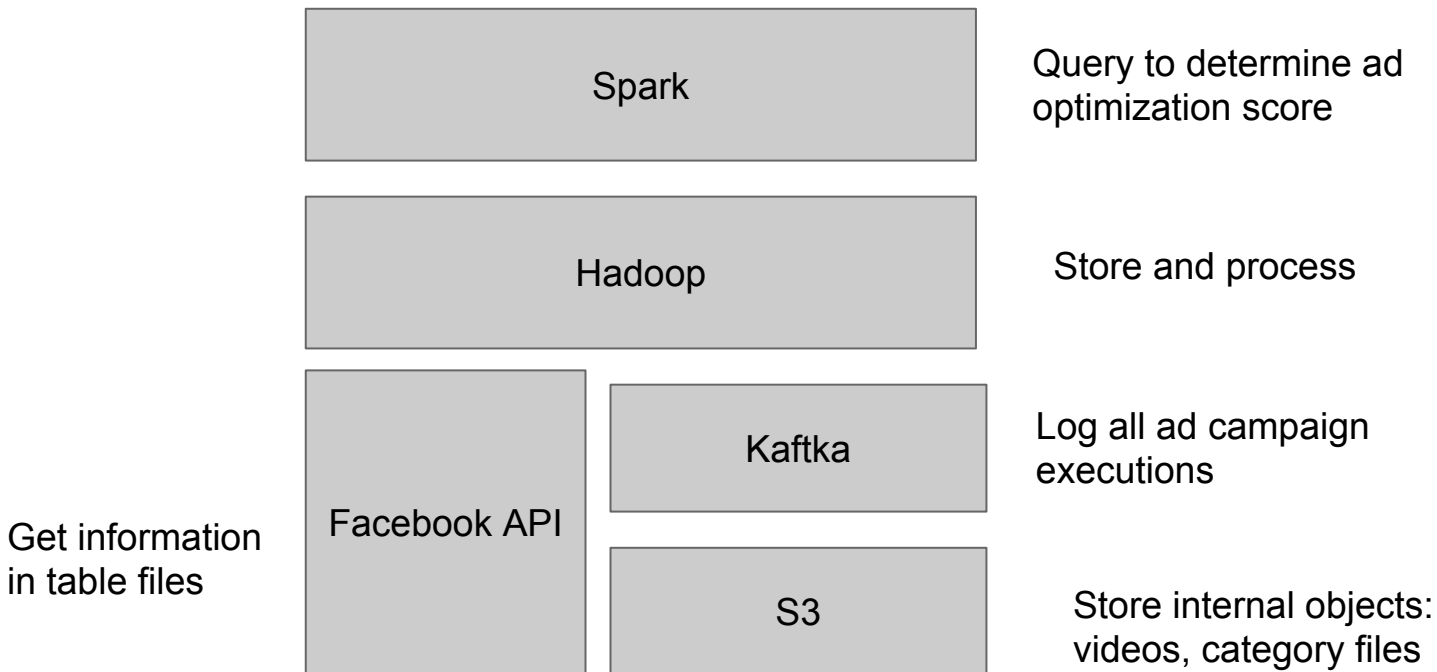 Spark
Query to determine ad
optimization score
Hadoop
Store and process
Kaftka
Log all ad campaign
executions
Facebook API
Get information
in table files
S3
Store internal objects:
videos, category files